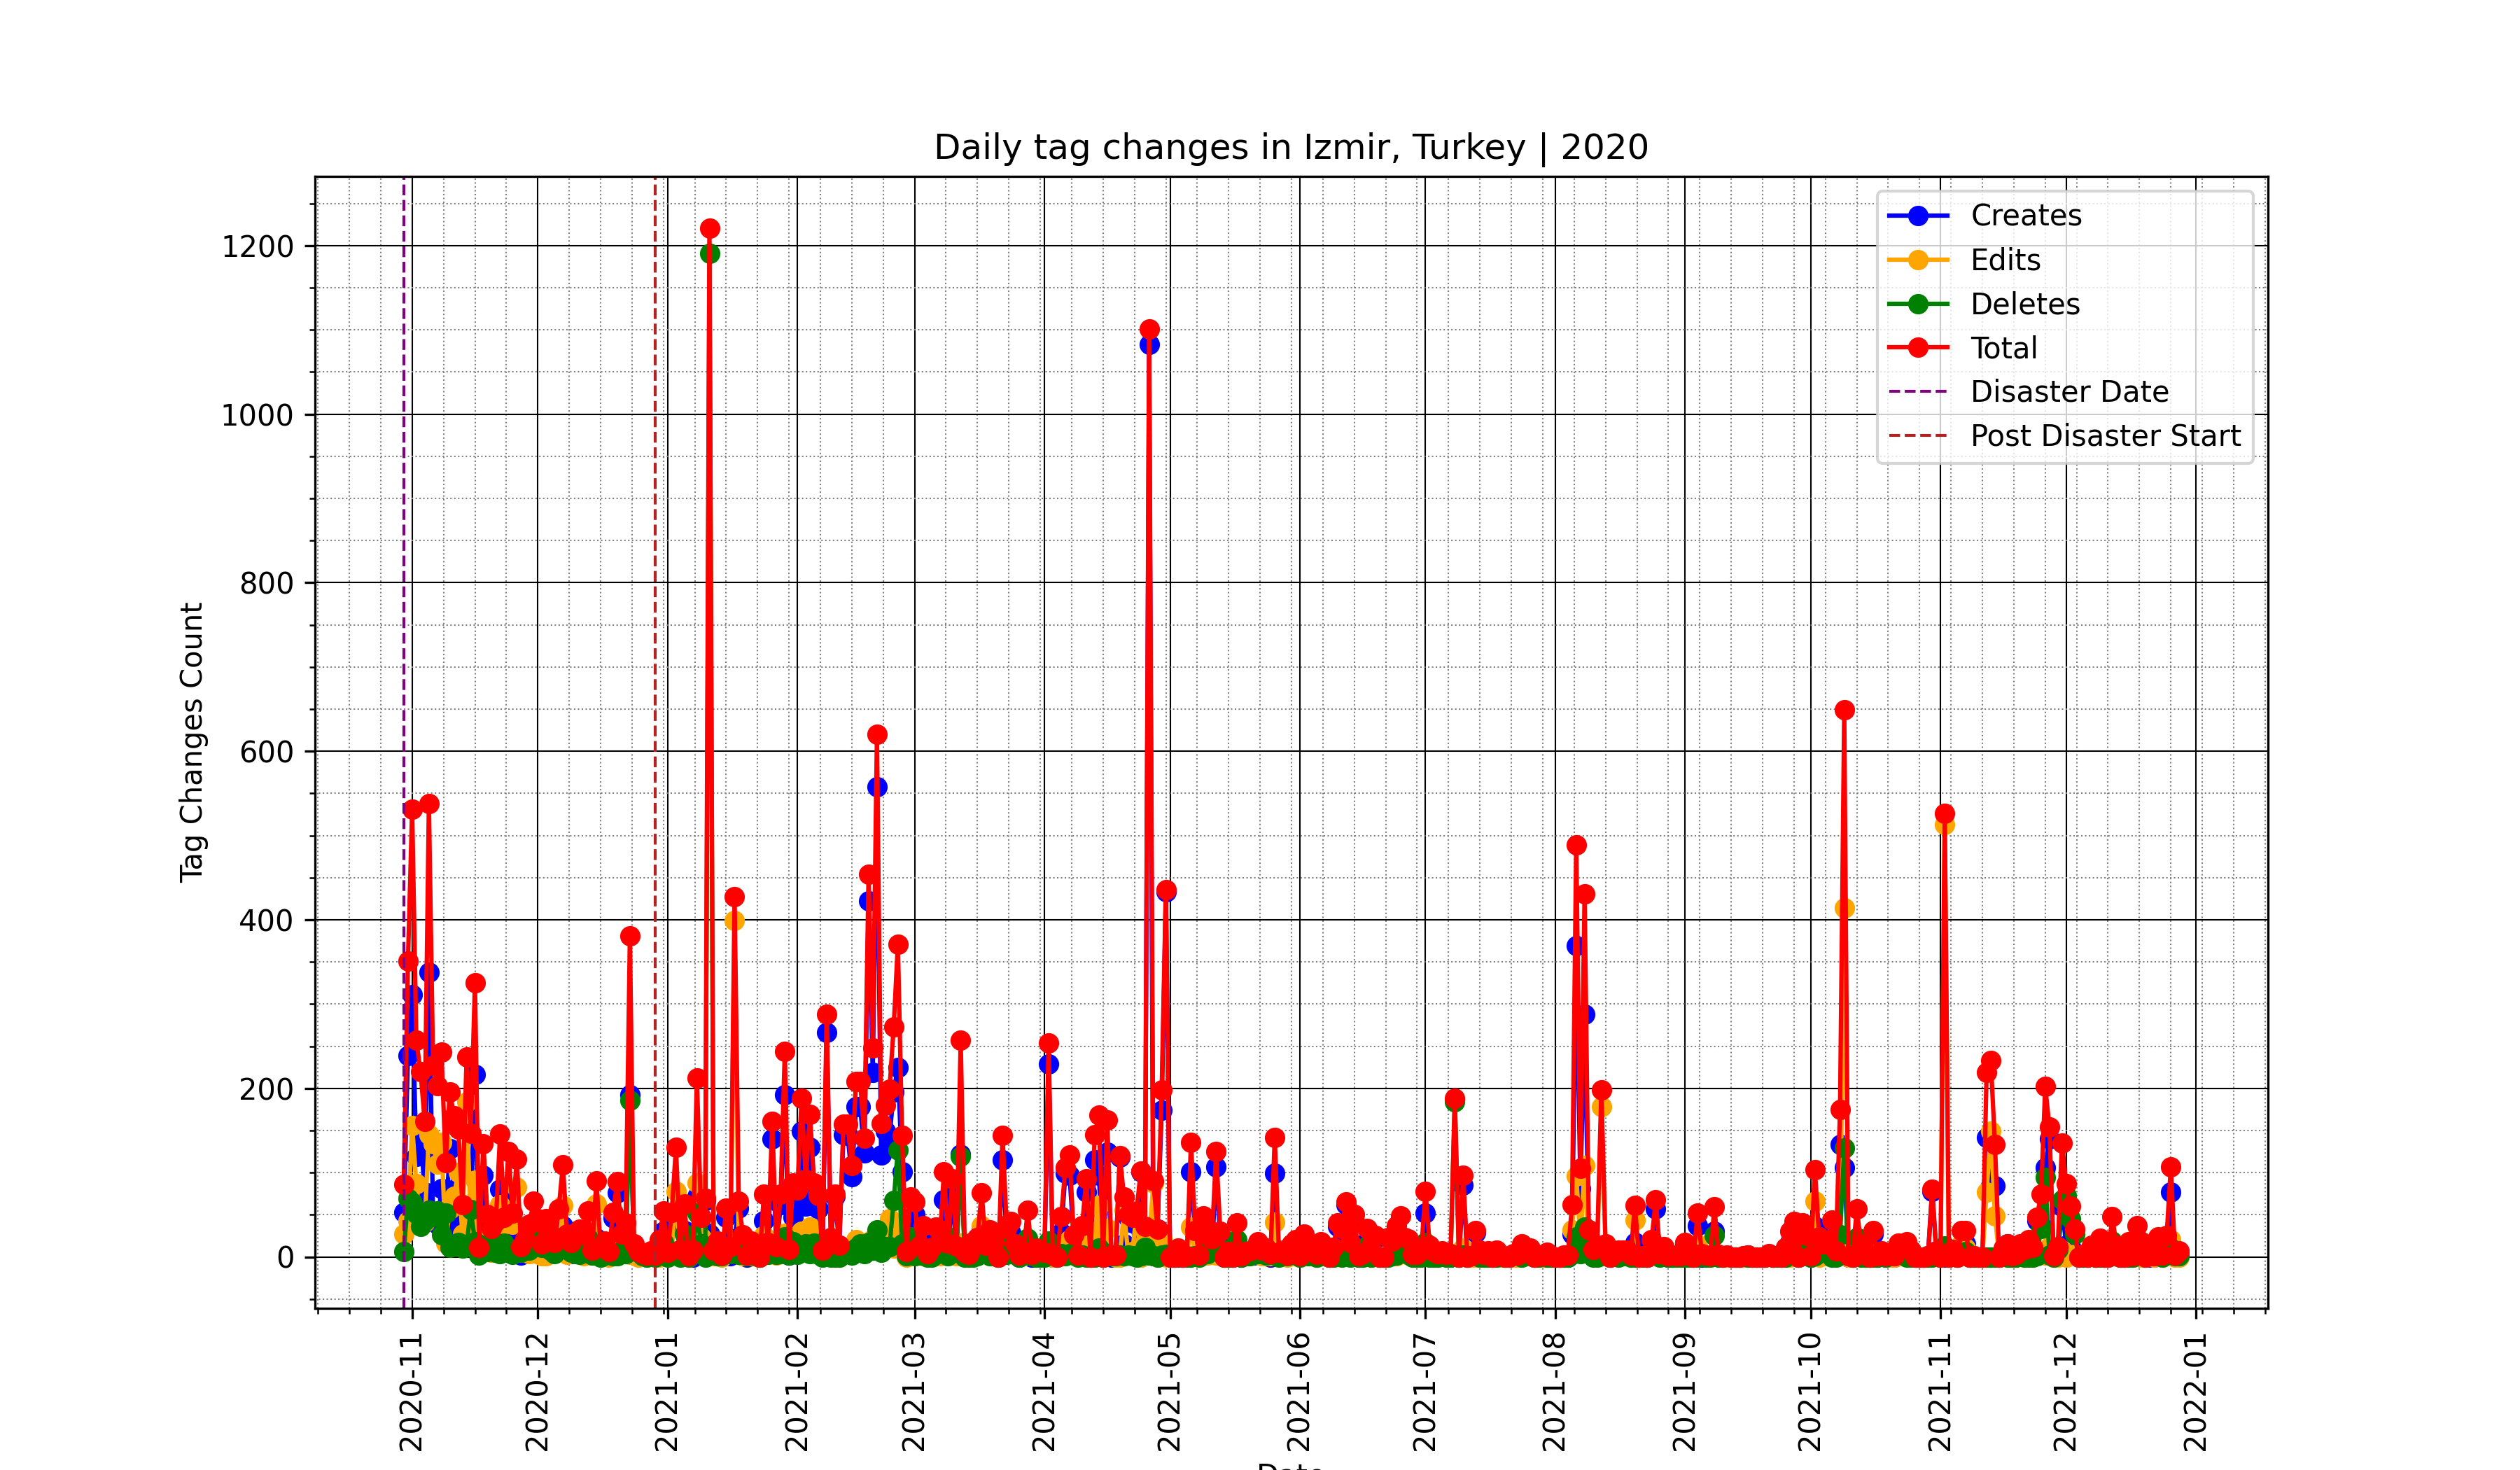 Daily tag changes in Izmir, Turkey | 2020
Creates
Edits
Deletes
Total
Disaster Date
Post Disaster Start
Tag Changes Count
1200
1000
800
600
400
200
0
2020-11
2020-12
2021-01
2021-02
2021-03
2021-04
2021-05
2021-06
2021-07
2021-08
2021-09
2021-10
2021-11
2021-12
2022-01
Date